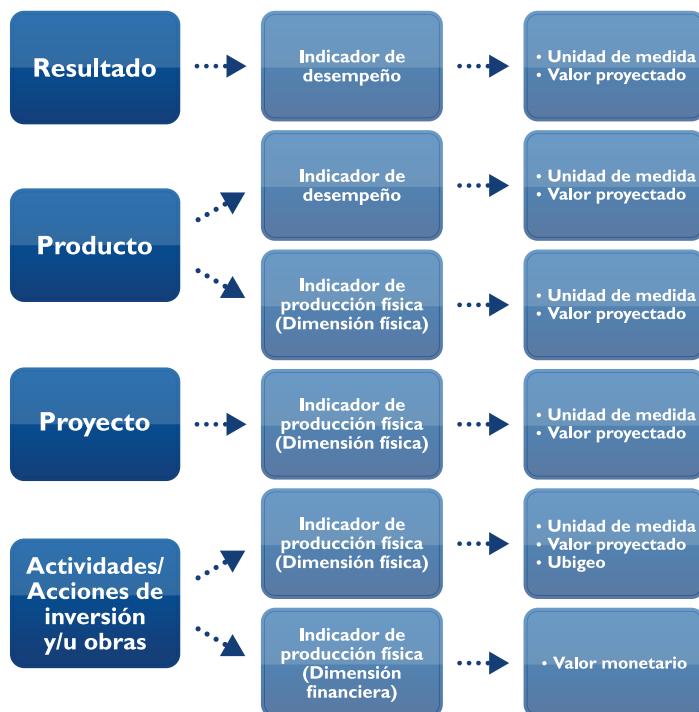 Resultado
Indicador de
desempeño
• Unidad de medida
• Valor proyectado
Producto
Indicador de
desempeño
• Unidad de medida
• Valor proyectado
Indicador de
producción física
(Dimensión física)
• Unidad de medida
• Valor proyectado
Proyecto
Indicador de
producción física
(Dimensión física)
• Unidad de medida
• Valor proyectado
Actividades/
Acciones de
inversión
y/u obras
Indicador de
producción física
(Dimensión física)
• Unidad de medida
• Valor proyectado
• Ubigeo
Indicador de
producción física
(Dimensión
financiera)
• Valor monetario